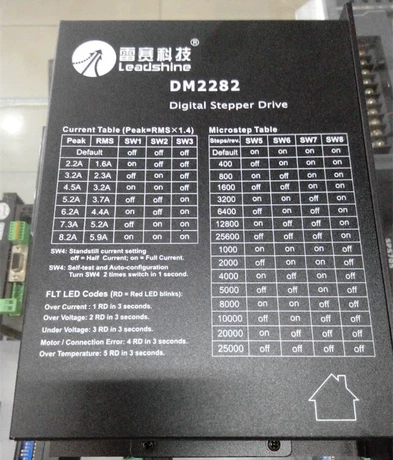 雷赛科技®
Leadshine
DM2282
Digital Stepper Drive
Current Table (Peak=RMS×1.4)
Peak RMS SW1 SW2 SW3
Default off off off
2.2A 1.6A on off off
3.2A 2.3A off on off
4.5A 3.2A on on off
5.2A 3.7A off off on
6.2A 4.4A on off on
7.3A 5.2A off on on
8.2A 5.9A on on on
SW4: Standstill current setting
off = Half Current; on = Full Current.
SW4: Self-test and Auto-configuration
Turn SW4 2 times switch in 1 second.
FLT LED Codes (RD = Red LED blinks):
Over Current : 1 RD in 3 seconds.
Over Voltage: 2 RD in 3 seconds.
Under Voltage: 3 RD in 3 seconds.
Motor / Connection Error: 4 RD in 3 seconds.
Over Temperature: 5 RD in 3 seconds.
Microstep Table
Steps/rev. SW5 SW6 SW7 SW8
Default on on on on
400 off on on on
800 on off on on
1600 off off on on
3200 on on off on
6400 off on off on
12800 on off off on
25600 off off off on
1000 on on on off
2000 off on on off
4000 on off on off
5000 off off on off
8000 on on off off
10000 off on off off
20000 on off off off
25000 off off off off